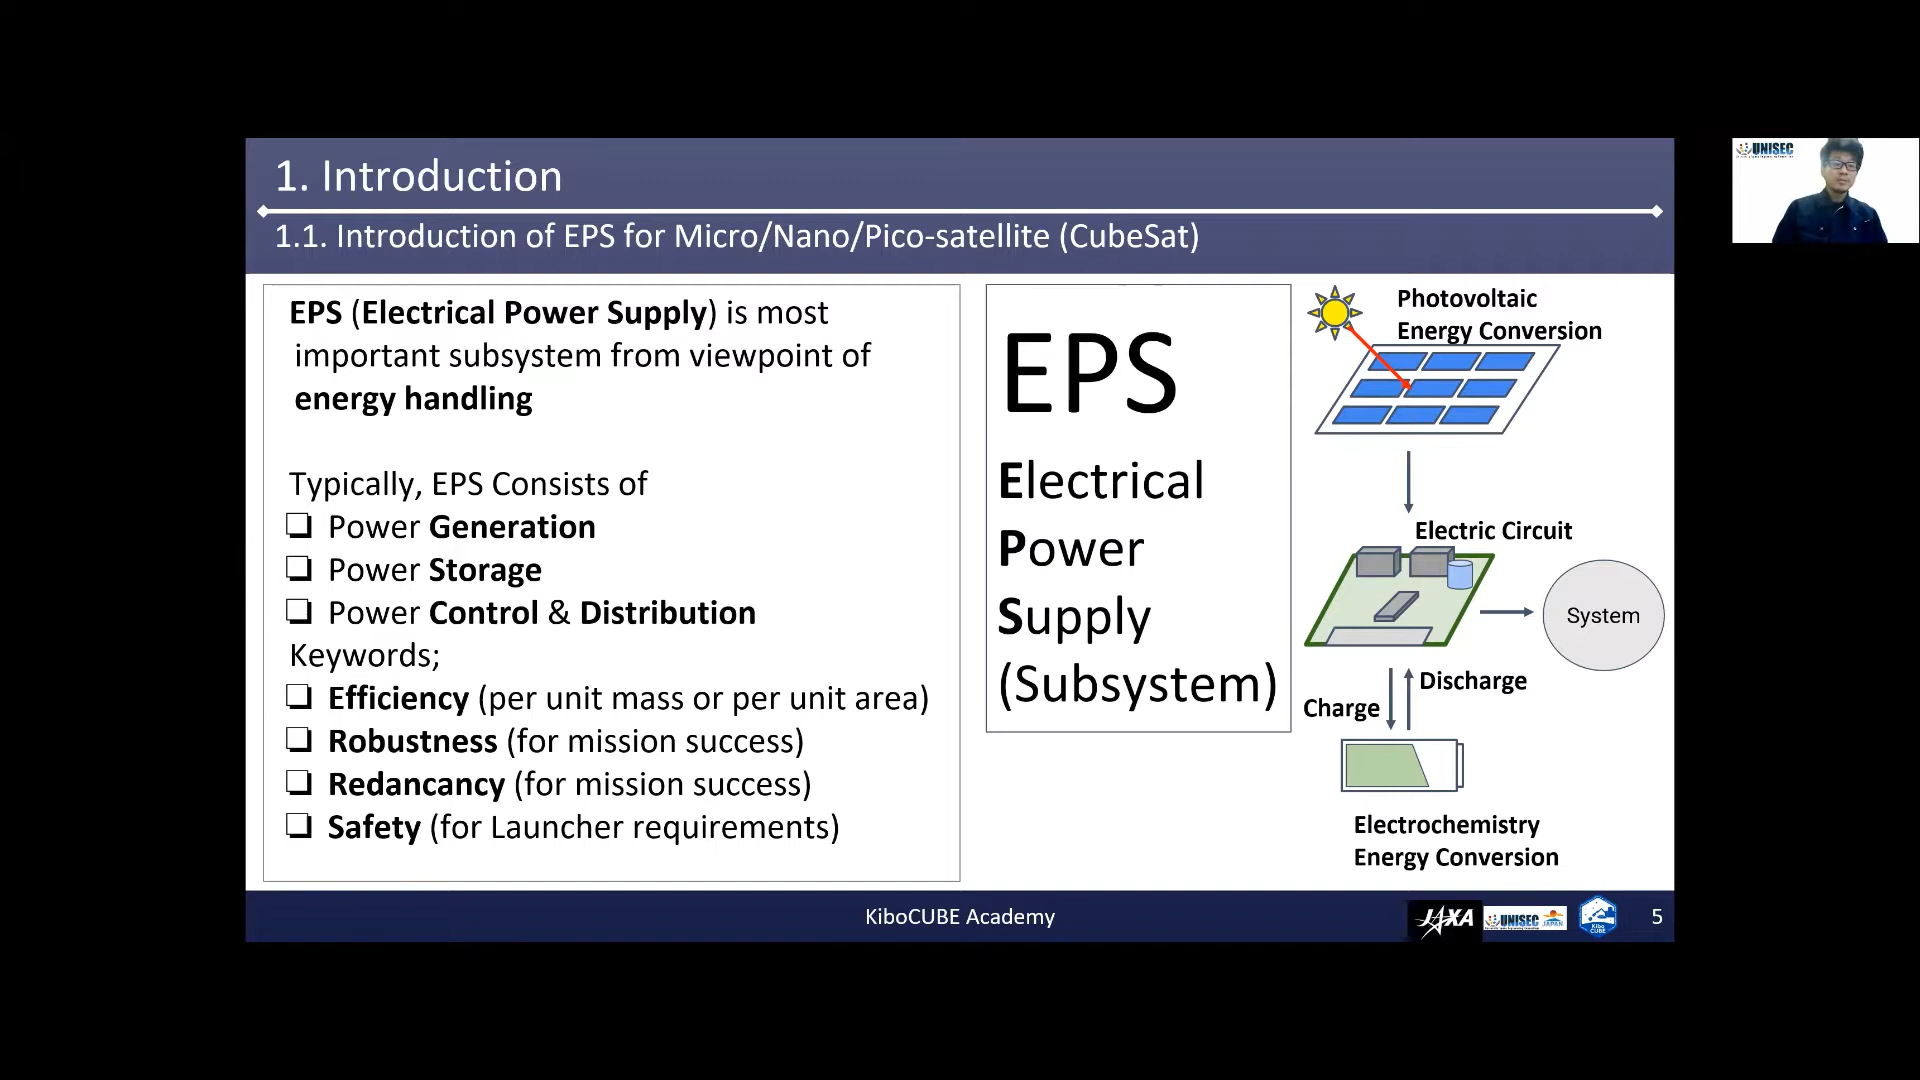 1. Introduction
1.1. Introduction of EPS for Micro/Nano/Pico-satellite (CubeSat)
EPS (Electrical Power Supply) is most
important subsystem from viewpoint of
energy handling
Typically, EPS Consists of
❏ Power Generation
❏ Power Storage
❏ Power Control & Distribution
Keywords;
❏ Efficiency (per unit mass or per unit area)
❏ Robustness (for mission success)
❏ Redancancy (for mission success)
❏ Safety (for Launcher requirements)
EPS
Electrical
Power
Supply
(Subsystem)
Photovoltaic
Energy Conversion
Electric Circuit
System
Charge
Discharge
Electrochemistry
Energy Conversion
KiboCUBE Academy
JAXA
UNISEC
JAPAN
Kibo
CUBE
5
UNISEC